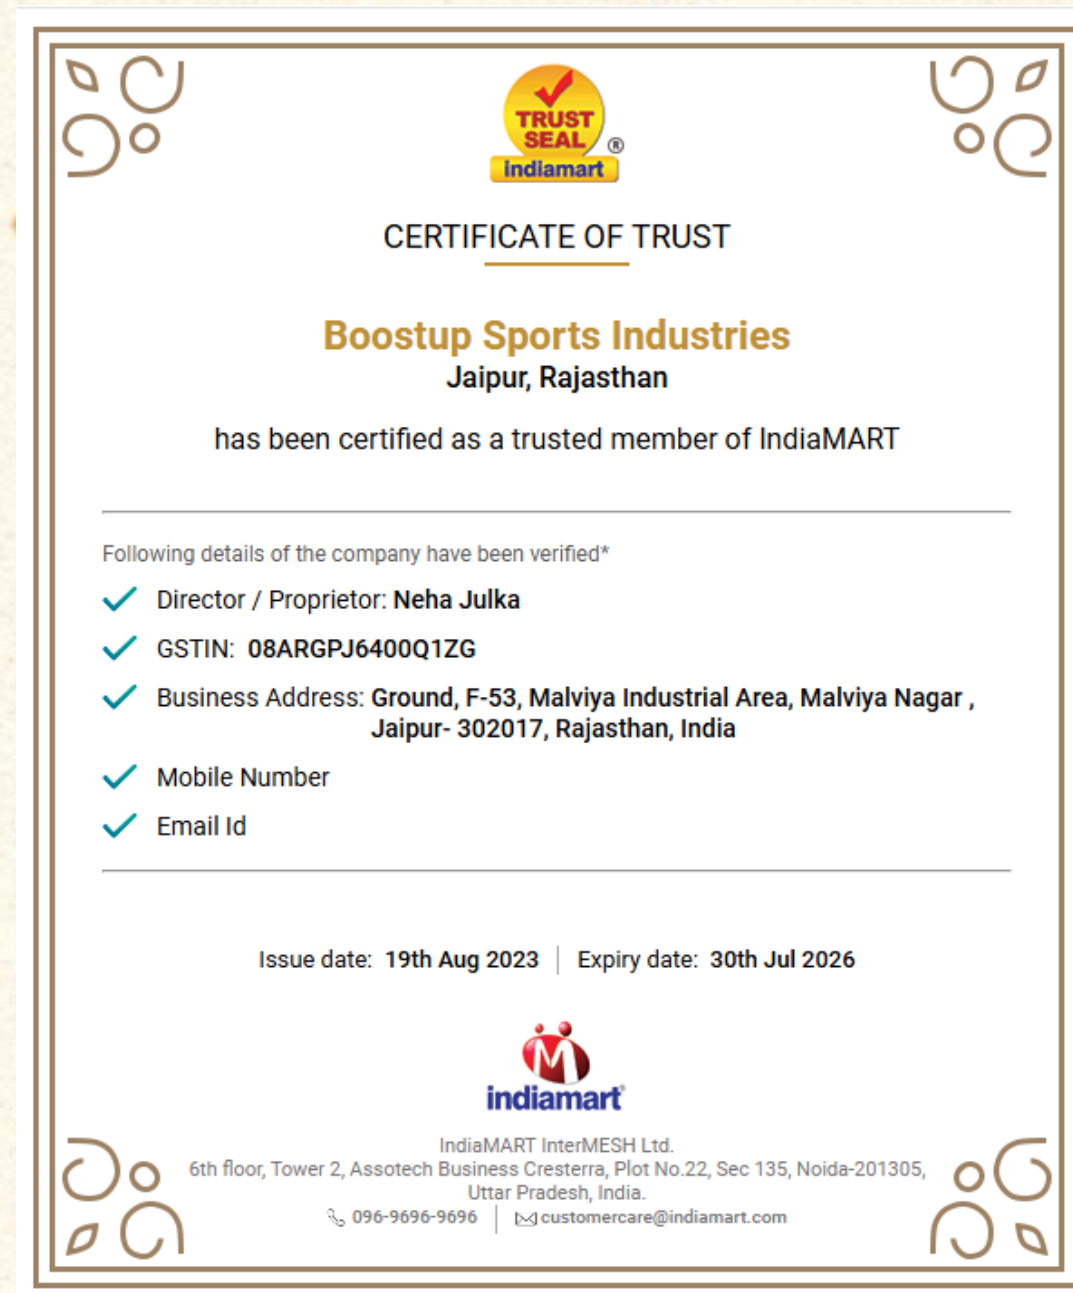 TRUST
SEAL
®
indiamart
CERTIFICATE OF TRUST
Boostup Sports Industries
Jaipur, Rajasthan
has been certified as a trusted member of IndiaMART
Following details of the company have been verified*
Director / Proprietor: Neha Julka
GSTIN: 08ARGPJ6400Q1ZG
Business Address: Ground, F-53, Malviya Industrial Area, Malviya Nagar ,
Jaipur- 302017, Rajasthan, India
Mobile Number
Email Id
Issue date: 19th Aug 2023 | Expiry date: 30th Jul 2026
indiamart
IndiaMART InterMESH Ltd.
6th floor, Tower 2, Assotech Business Cresterra, Plot No.22, Sec 135, Noida-201305,
Uttar Pradesh, India.
096-9696-9696 | customercare@indiamart.com